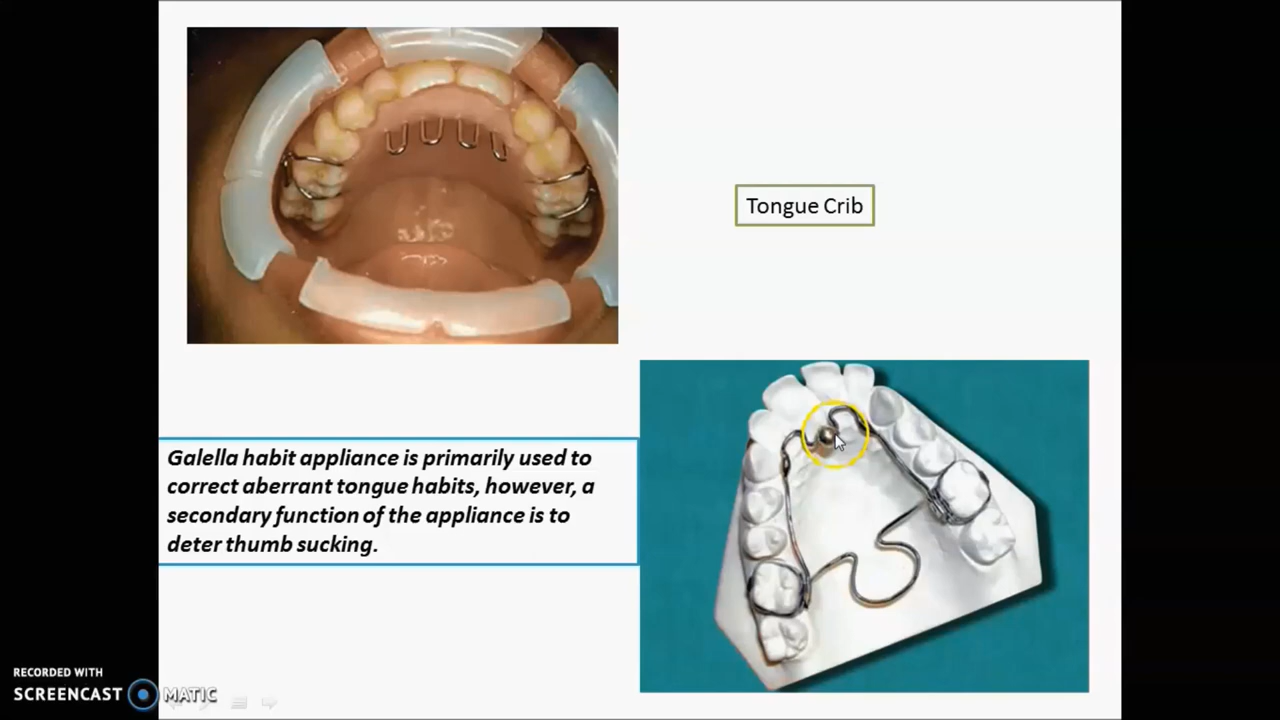 Tongue Crib
Galella habit appliance is primarily used to
correct aberrant tongue habits, however, a
secondary function of the appliance is to
deter thumb sucking.
RECORDED WITH
SCREENCAST MATIC